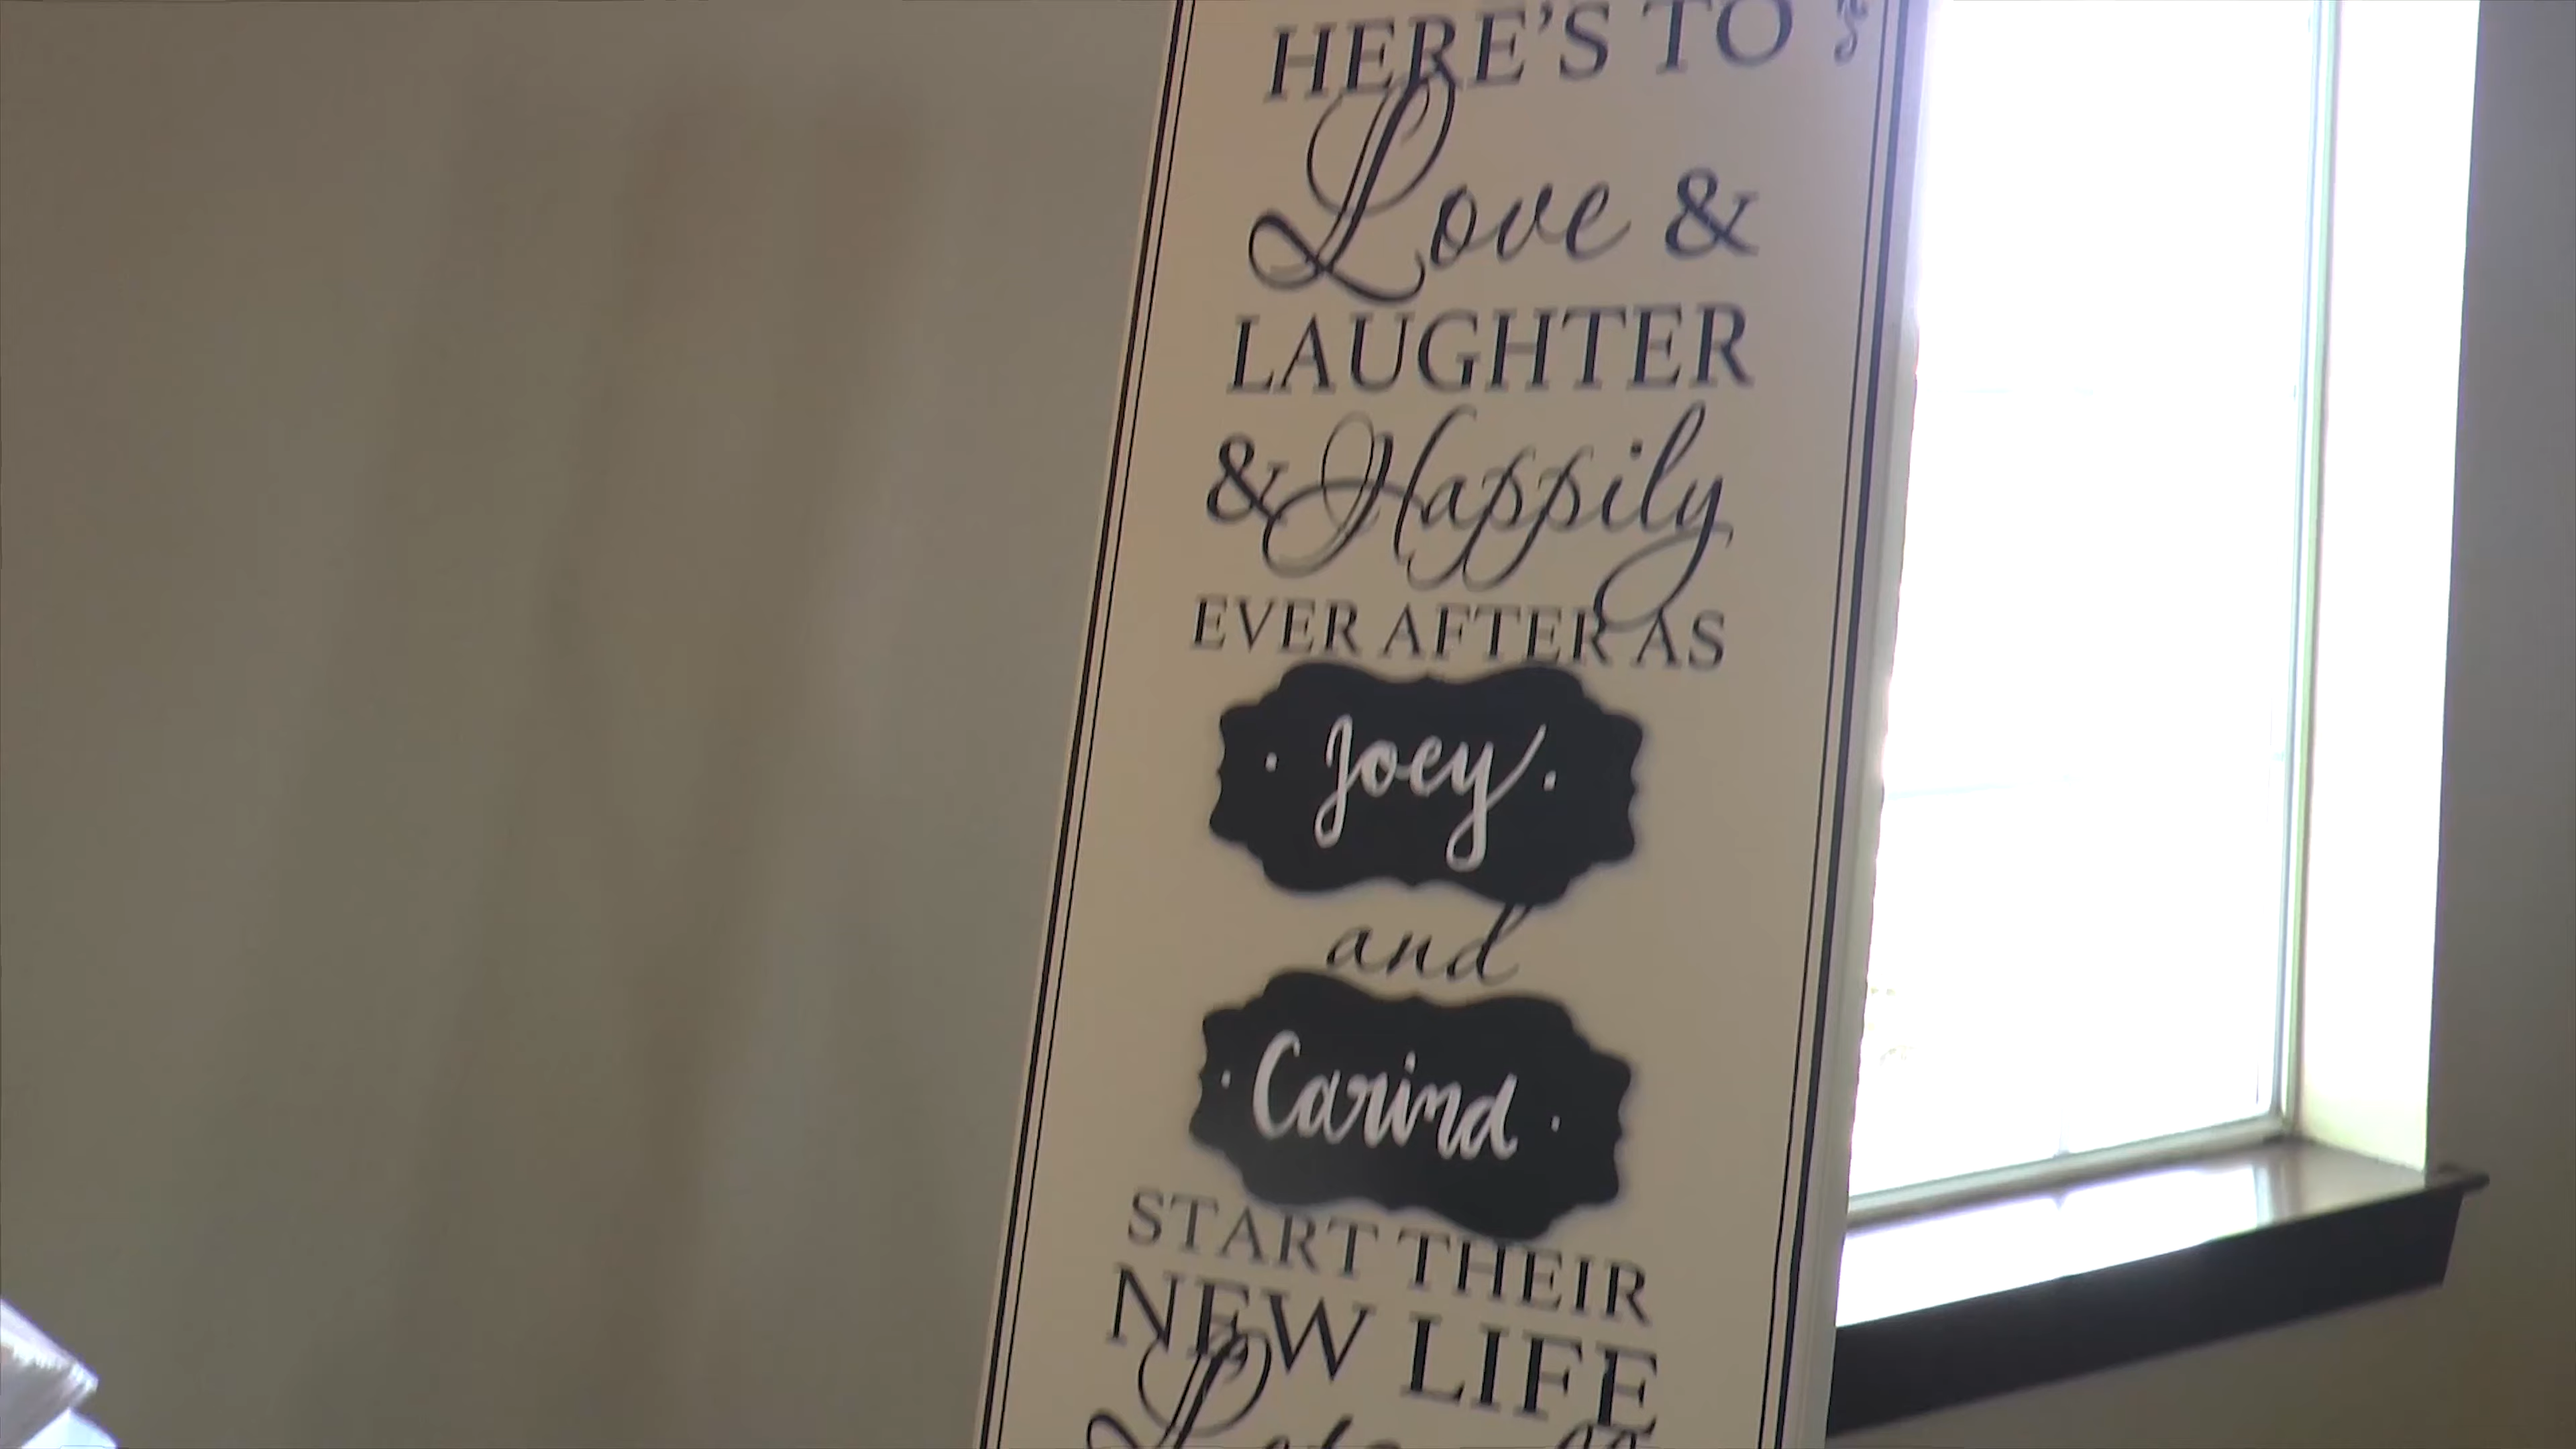 HERE'S TO
Love &
LAUGHTER
& Happily
EVER AFTER AS
· Joey ·
and
· Carina ·
START THEIR
NEW LIFE